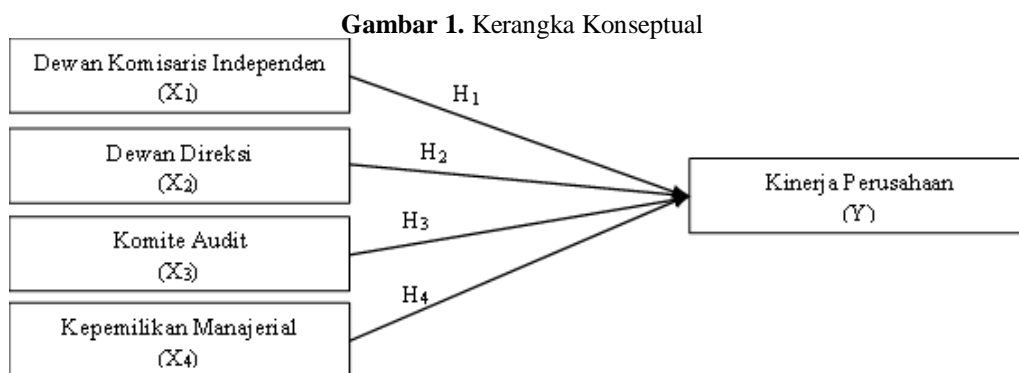 Gambar 1. Kerangka Konseptual
Dewan Komisaris Independen
(X1)
H1
Dewan Direksi
(X2)
H2
Kinerja Perusahaan
(Y)
Komite Audit
(X3)
H3
Kepemilikan Manajerial
(X4)
H4